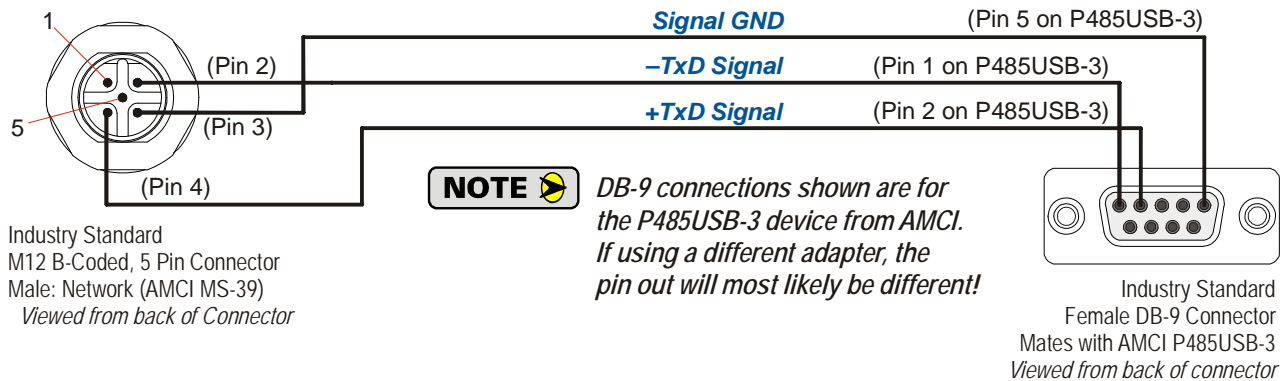 1
5
(Pin 2)
(Pin 3)
(Pin 4)
Signal GND
(Pin 5 on P485USB-3)
–TxD Signal
(Pin 1 on P485USB-3)
+TxD Signal
(Pin 2 on P485USB-3)
Industry Standard
M12 B-Coded, 5 Pin Connector
Male: Network (AMCI MS-39)
Viewed from back of Connector
NOTE
DB-9 connections shown are for
the P485USB-3 device from AMCI.
If using a different adapter, the
pin out will most likely be different!
Industry Standard
Female DB-9 Connector
Mates with AMCI P485USB-3
Viewed from back of connector